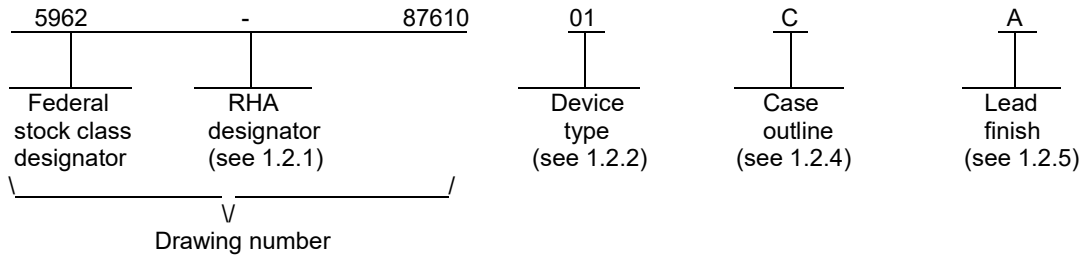 5962 - 87610 01 C A
Federal stock class designator
RHA designator (see 1.2.1)
Device type (see 1.2.2)
Case outline (see 1.2.4)
Lead finish (see 1.2.5)
Drawing number